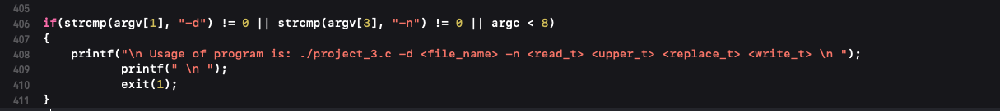 405
406 if(strcmp(argv[1], "-d") != 0 || strcmp(argv[3], "-n") != 0 || argc < 8)
407 {
408 printf("\n Usage of program is: ./project_3.c -d <file_name> -n <read_t> <upper_t> <replace_t> <write_t> \n ");
409 printf(" \n ");
410 exit(1);
411 }